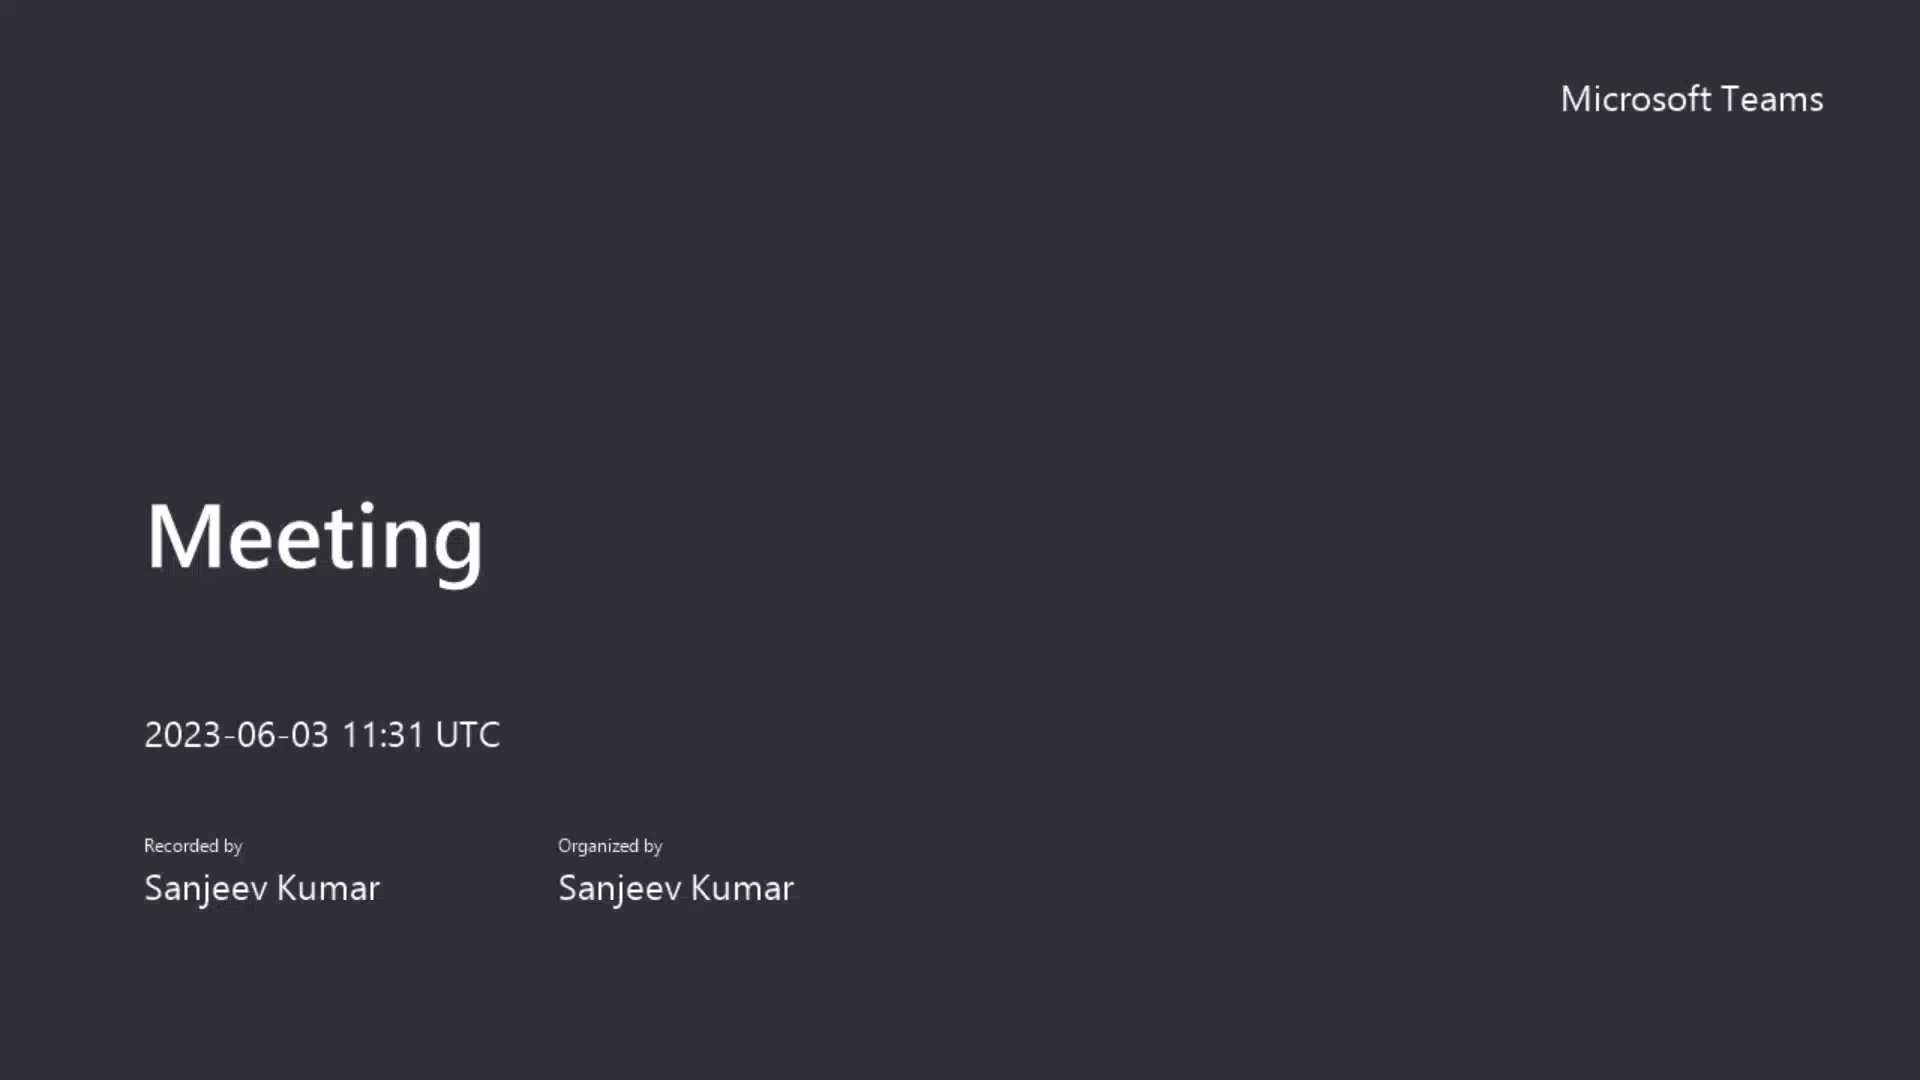 Microsoft Teams
Meeting
2023-06-03 11:31 UTC
Recorded by
Sanjeev Kumar
Organized by
Sanjeev Kumar